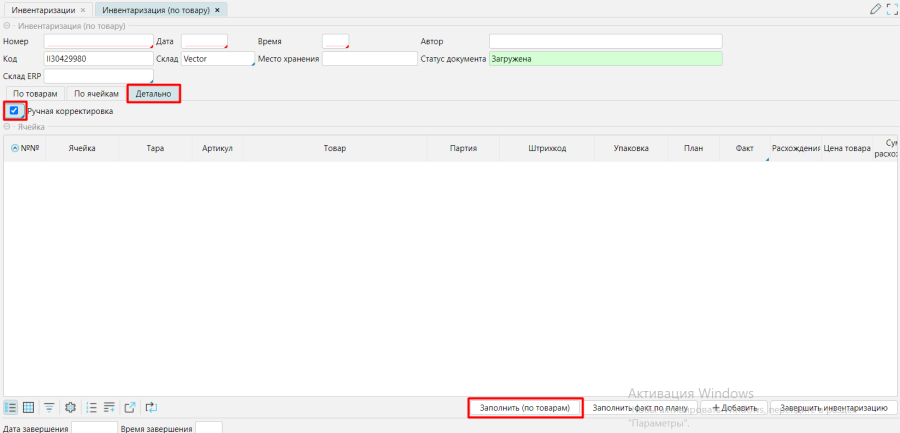 Инвентаризации × Инвентаризация (по товару) ×
Инвентаризация (по товару)
Номер Дата Время Автор
Код II30429980 Склад Vector Место хранения Статус документа Загружена
Склад ERP
По товарам По ячейкам Детально
Ручная корректировка
Ячейка
№№ Ячейка Тара Артикул Товар Партия Штрихкод Упаковка План Факт Расхождения Цена товара Сум
расхо
Активация Windows
Заполнить (по товарам) Заполнить факт по плану + Добавить Завершить инвентаризацию
"Параметры".
Дата завершения Время завершения